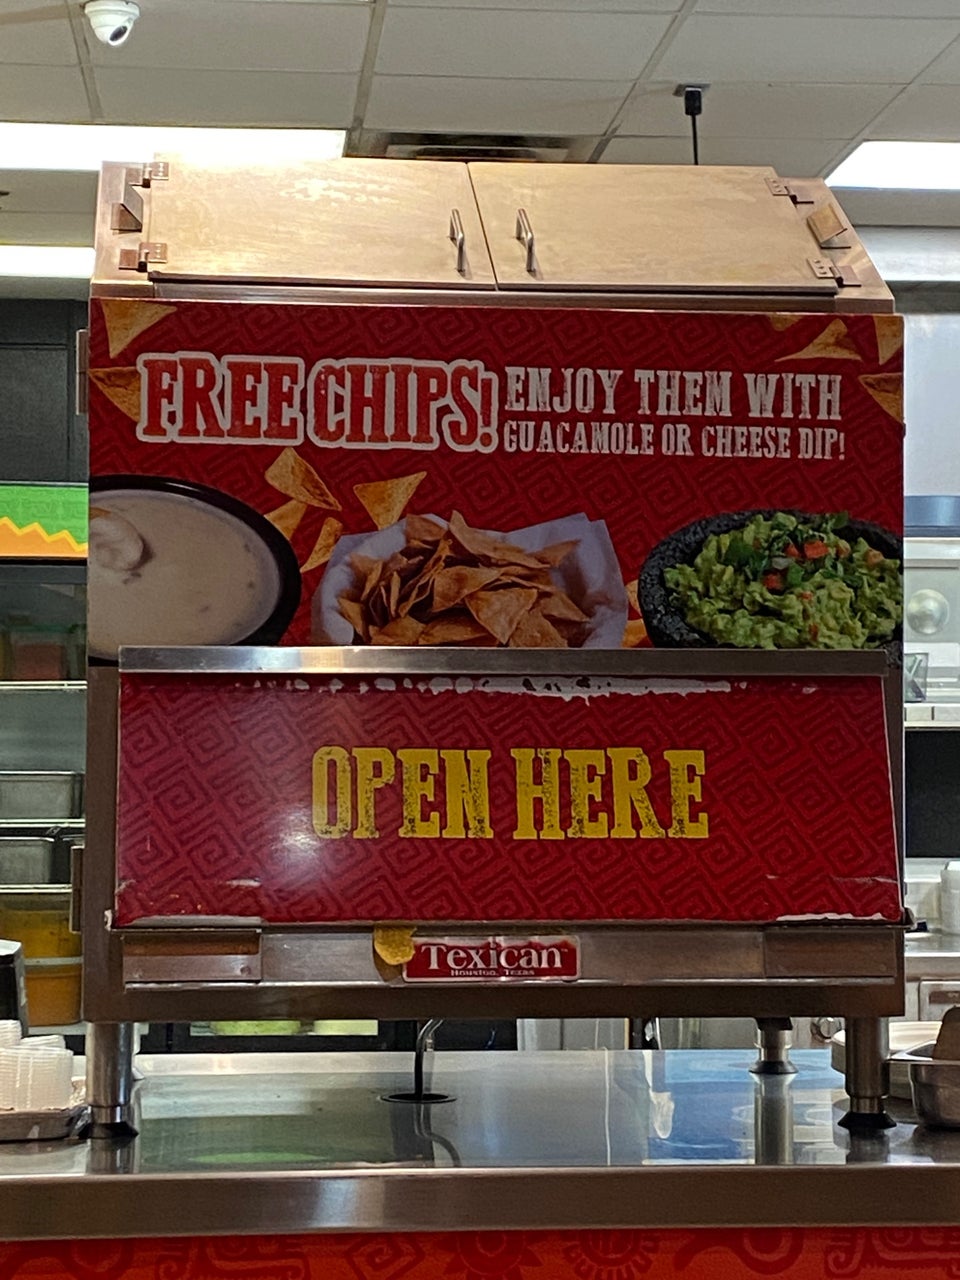 FREE CHIPS! ENJOY THEM WITH
GUACAMOLE OR CHEESE DIP!
OPEN HERE
Texican
Houston, Texas